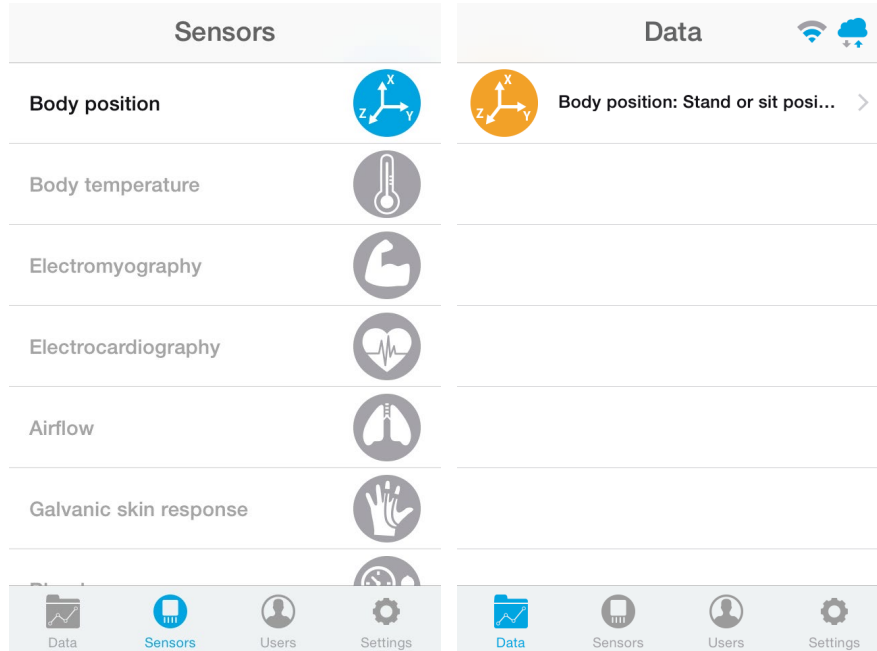 Sensors
Body position
X
Z
Y
Body temperature
Electromyography
Electrocardiography
Airflow
Galvanic skin response
Data
Sensors
Users
Settings
Data
X
Z
Y
Body position: Stand or sit posi...
Data
Sensors
Users
Settings